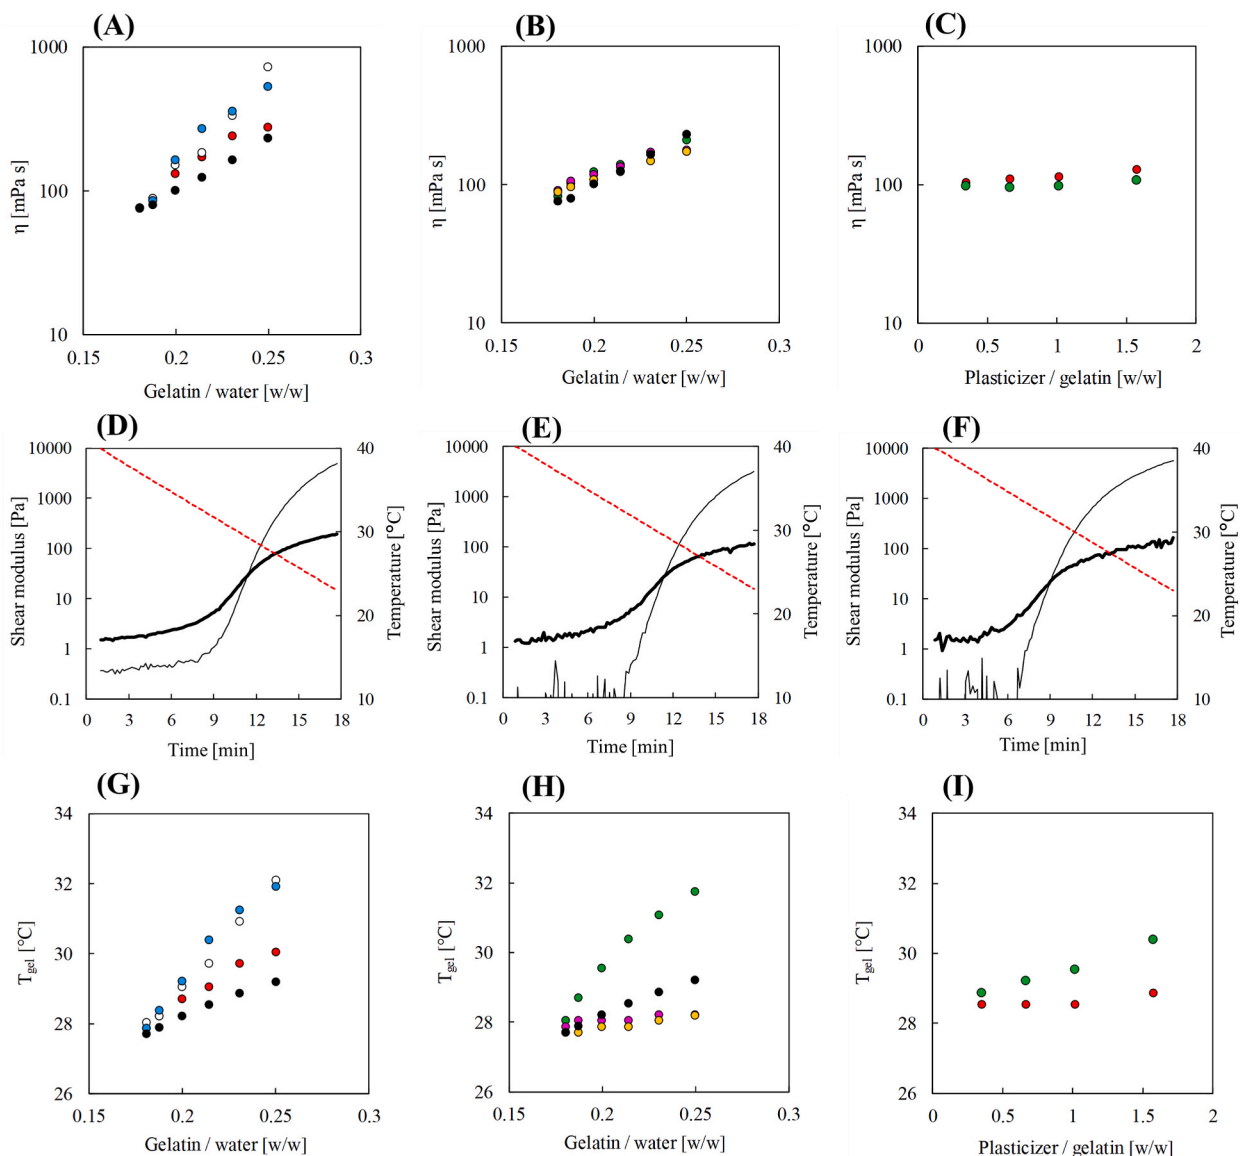 (A)
1000
100
10
η [mPa s]
0.15 0.2 0.25 0.3
Gelatin / water [w/w]
(B)
1000
100
10
η [mPa s]
0.15 0.2 0.25 0.3
Gelatin / water [w/w]
(C)
1000
100
10
η [mPa s]
0 0.5 1 1.5 2
Plasticizer / gelatin [w/w]
(D)
10000 40
1000
30
100
10
20
1
0.1 10
Shear modulus [Pa]
Temperature [°C]
0 3 6 9 12 15 18
Time [min]
(E)
10000 40
1000
30
100
10
20
1
0.1 10
Shear modulus [Pa]
Temperature [°C]
0 3 6 9 12 15 18
Time [min]
(F)
10000 40
1000
30
100
10
20
1
0.1 10
Shear modulus [Pa]
Temperature [°C]
0 3 6 9 12 15 18
Time [min]
(G)
34
32
30
28
26
Tgel [℃]
0.15 0.2 0.25 0.3
Gelatin / water [w/w]
(H)
34
32
30
28
26
Tgel [℃]
0.15 0.2 0.25 0.3
Gelatin / water [w/w]
(I)
34
32
30
28
26
Tgel [℃]
0 0.5 1 1.5 2
Plasticizer / gelatin [w/w]